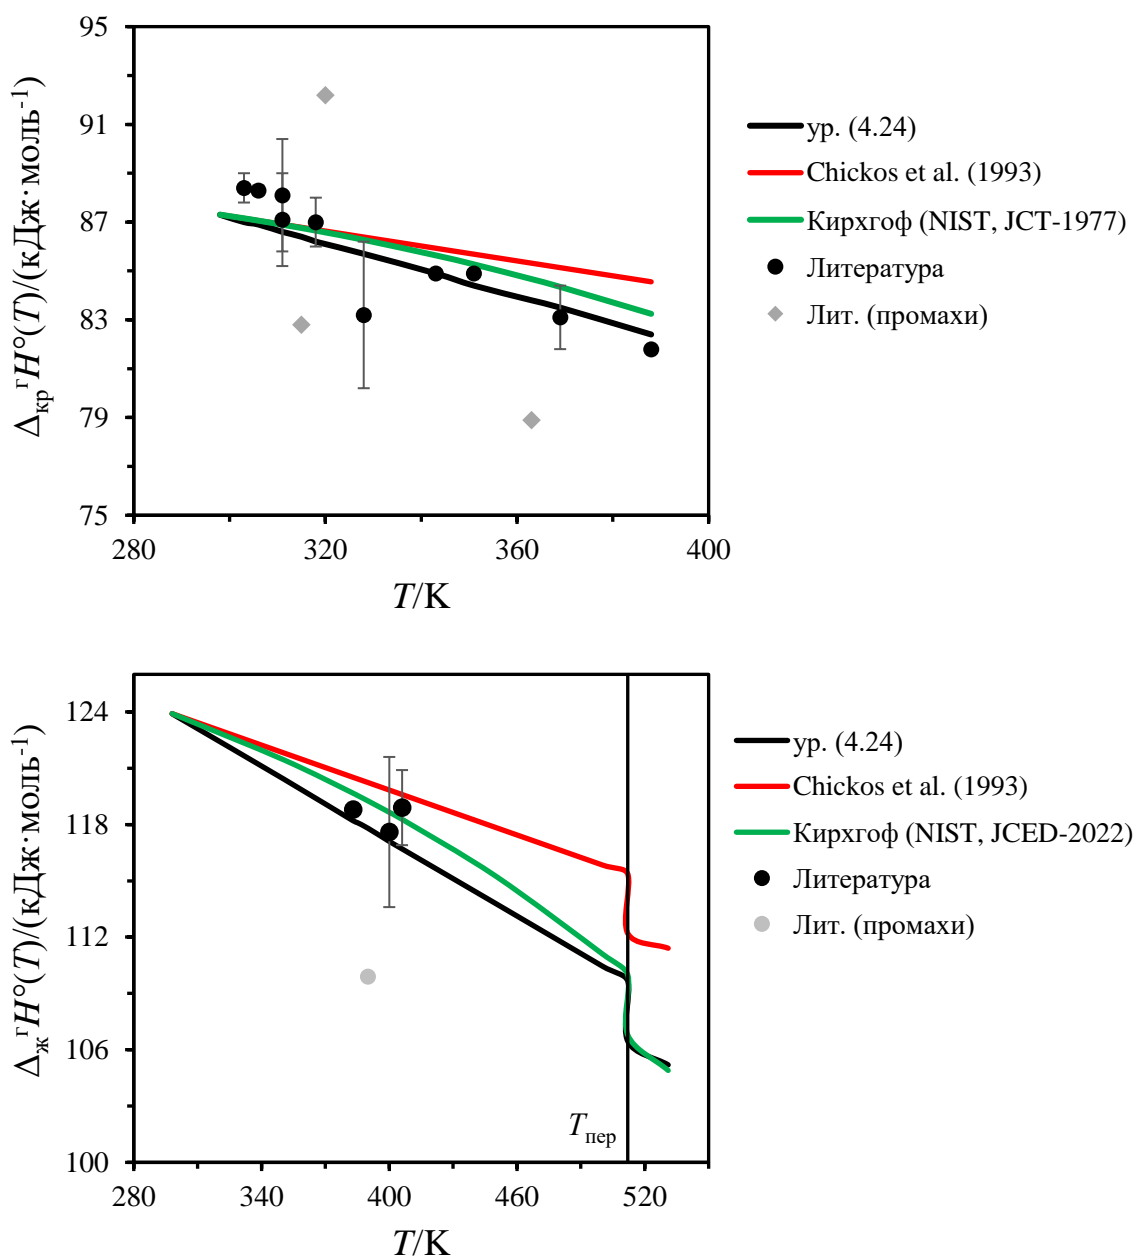 95
91
87
83
79
75
280
320
360
400
Δкр^гH°(T)/(кДж·моль⁻¹)
T/K
ур. (4.24)
Chickos et al. (1993)
Кирхгоф (NIST, JCT-1977)
Литература
Лит. (промахи)
124
118
112
106
100
280
340
400
460
520
Δж^гH°(T)/(кДж·моль⁻¹)
T/K
Tпер
ур. (4.24)
Chickos et al. (1993)
Кирхгоф (NIST, JCED-2022)
Литература
Лит. (промахи)